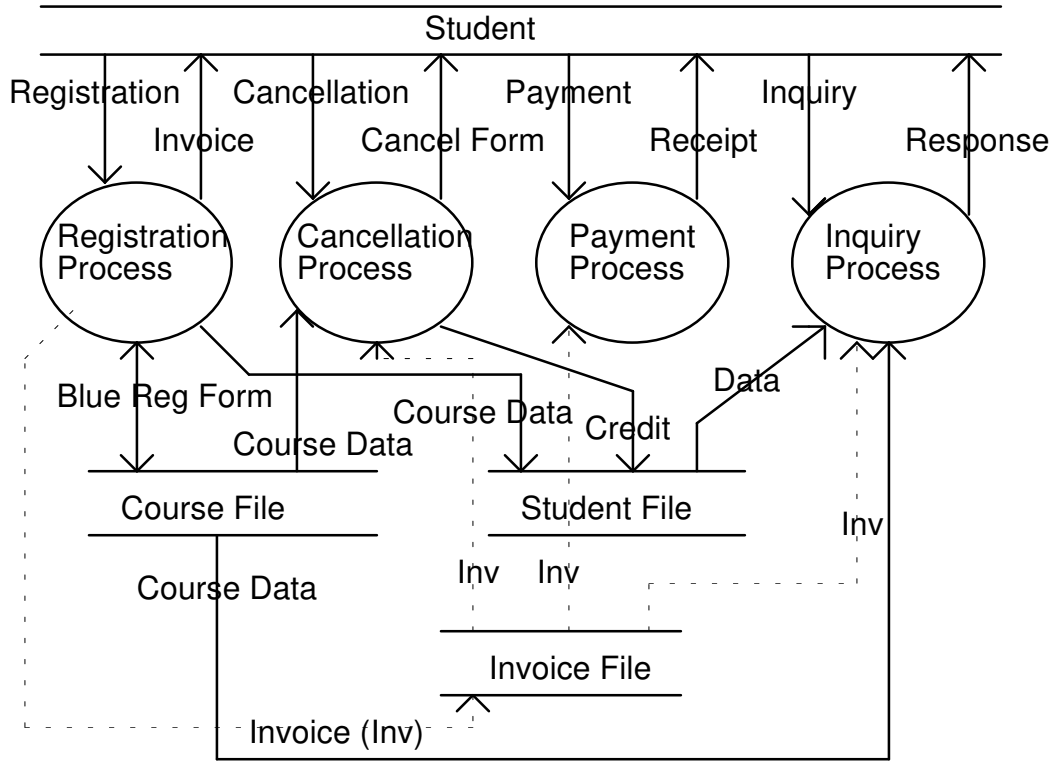 Student
Registration
Cancellation
Payment
Inquiry
Invoice
Cancel Form
Receipt
Response
Registration
Process
Cancellation
Process
Payment
Process
Inquiry
Process
Data
Blue Reg Form
Course Data
Credit
Course Data
Course File
Student File
Inv
Inv
Inv
Course Data
Invoice File
Invoice (Inv)